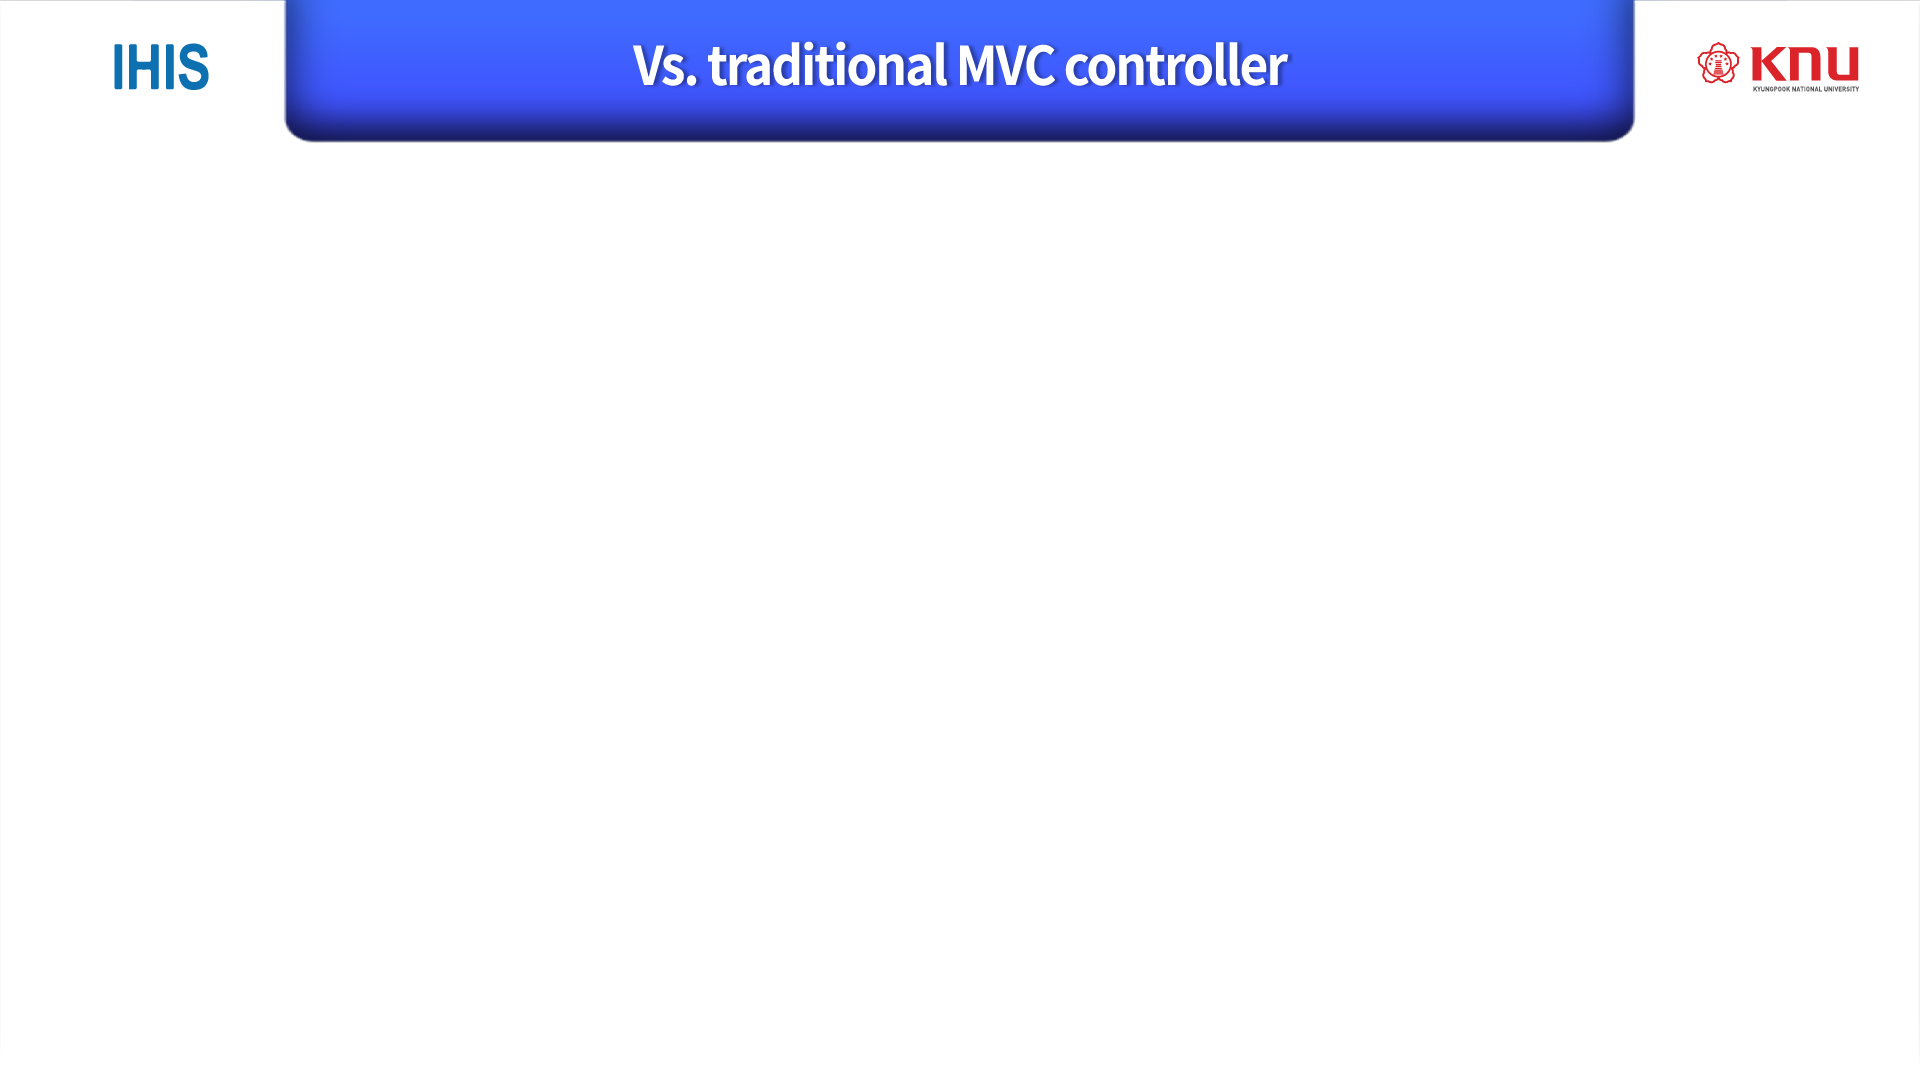 IHIS
Vs. traditional MVC controller
KNU
KYUNGPOOK NATIONAL UNIVERSITY